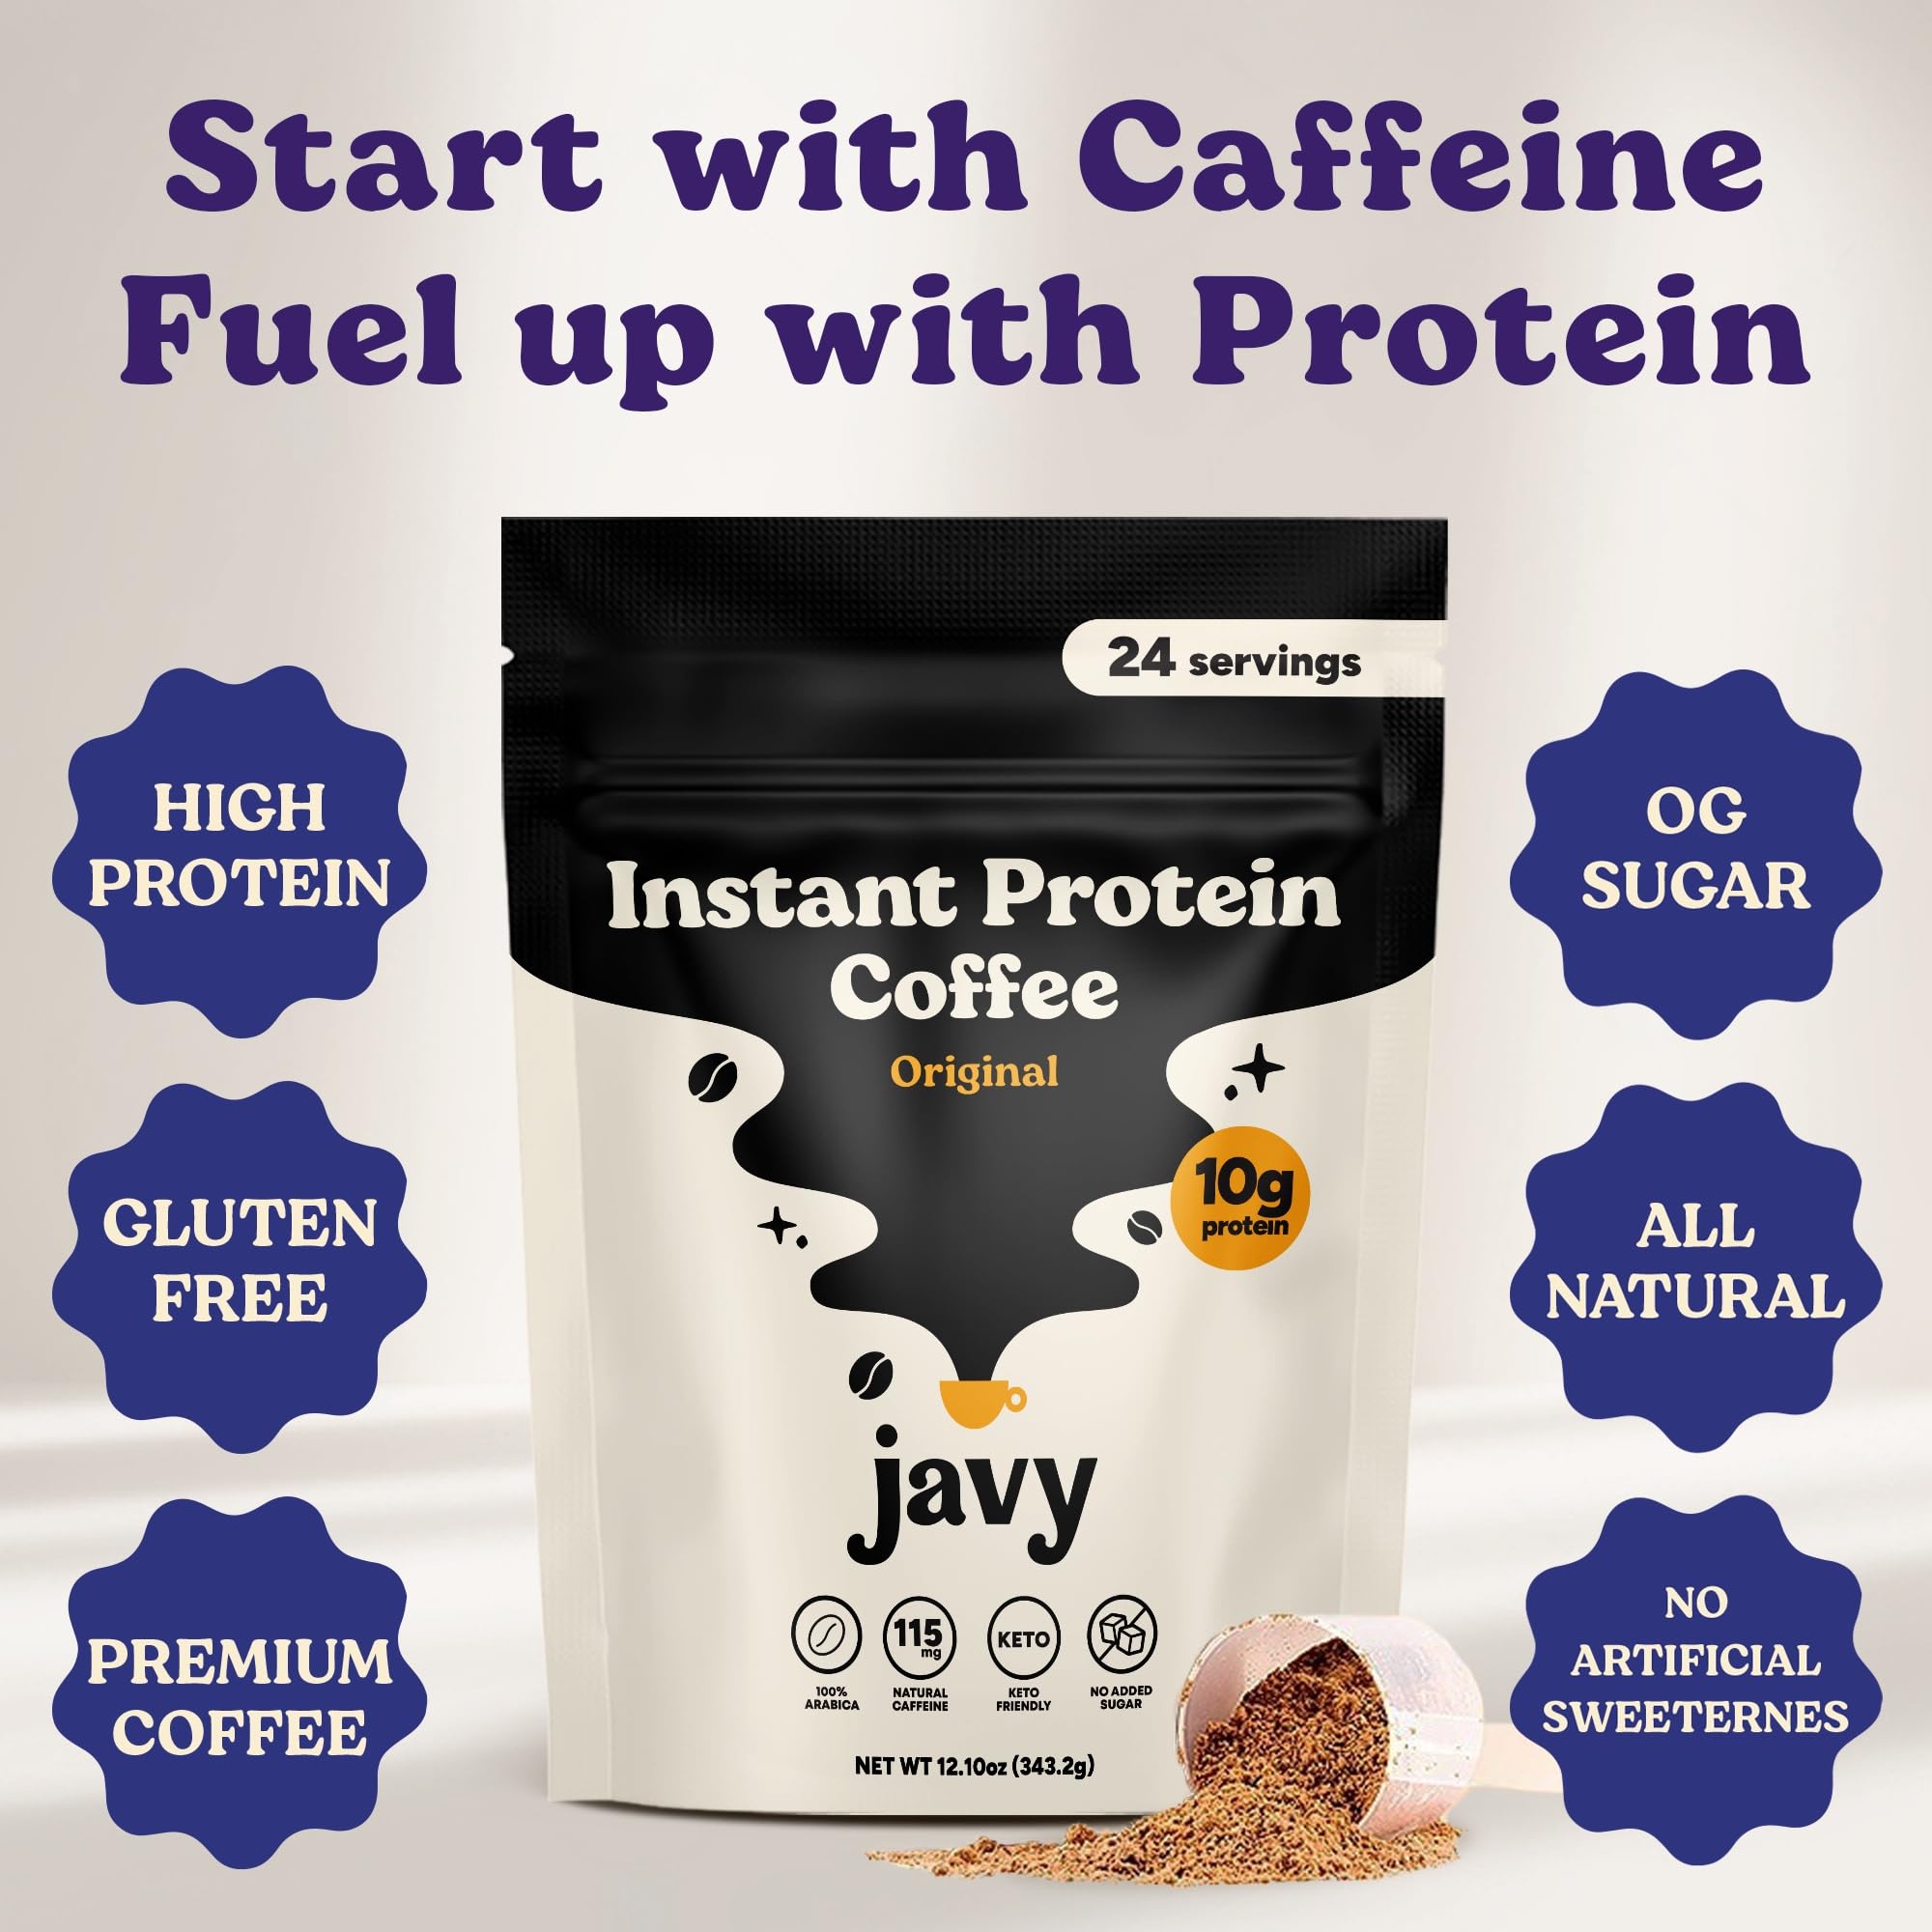 Start with Caffeine
Fuel up with Protein
24 servings
HIGH
PROTEIN
OG
SUGAR
Instant Protein
Coffee
Original
10g
protein
GLUTEN
FREE
ALL
NATURAL
javy
PREMIUM
COFFEE
NO
ARTIFICIAL
SWEETERNES
115
mg
KETO
100%
ARABICA
NATURAL
CAFFEINE
KETO
FRIENDLY
NO ADDED
SUGAR
NET WT 12.10oz (343.2g)